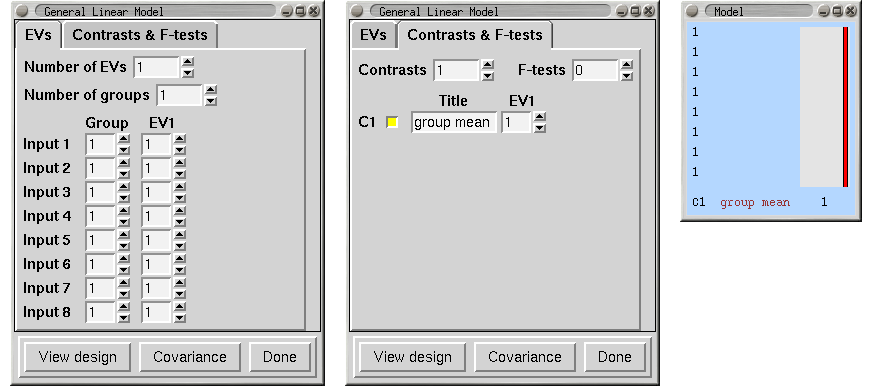 General Linear Model
EVs Contrasts & F-tests
Number of EVs 1
Number of groups 1
Group EV1
Input 1 1 1
Input 2 1 1
Input 3 1 1
Input 4 1 1
Input 5 1 1
Input 6 1 1
Input 7 1 1
Input 8 1 1
View design Covariance Done
General Linear Model
EVs Contrasts & F-tests
Contrasts 1 F-tests 0
Title EV1
C1 group mean 1
View design Covariance Done
Model
1
1
1
1
1
1
1
1
C1 group mean 1